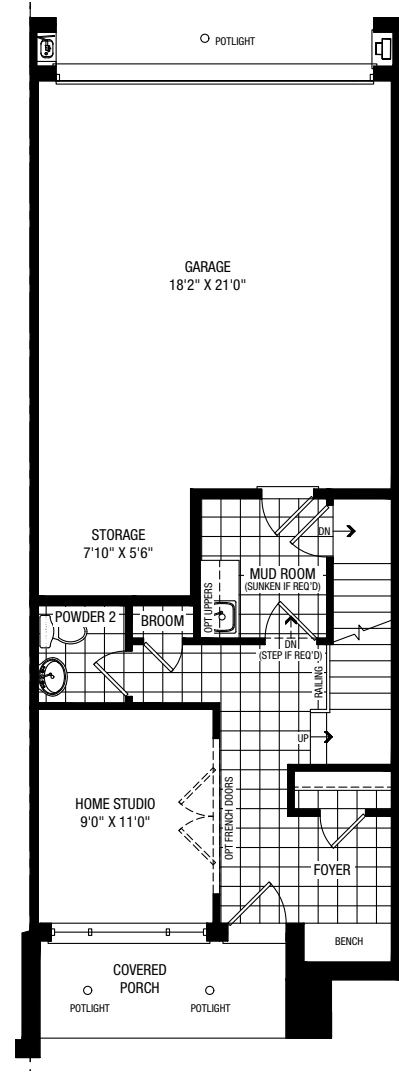 POTLIGHT
GARAGE
18'2" X 21'0"
STORAGE
7'10" X 5'6"
DN
MUD ROOM
(SUNKEN IF REQ'D)
OPT UPPERS
POWDER 2
BROOM
DN
(STEP IF REQ'D)
RAILING
UP
HOME STUDIO
9'0" X 11'0"
OPT FRENCH DOORS
FOYER
BENCH
COVERED
PORCH
POTLIGHT
POTLIGHT